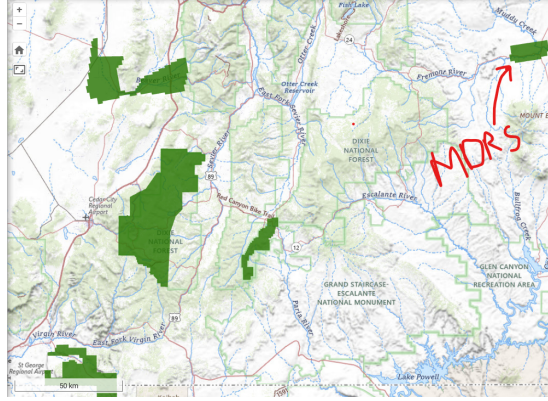 +
−
Fish Lake
Muddy Creek
24
Otter Creek
Fremont River
Beaver River
Otter Creek
Reservoir
East Fork Sevier River
MDRS
DIXIE
NATIONAL
FOREST
Sevier River
89
Escalante River
Red Canyon Bike Trail
Cedar City
Regional
Airport
Bullfrog Creek
NATIONAL
FOREST
12
GLEN CANYON
NATIONAL
RECREATION AREA
GRAND STAIRCASE-
ESCALANTE
NATIONAL MONUMENT
Paria River
89
Virgin River
East Fork Virgin River
St George
Regional Airport
Lake Powell
50 km